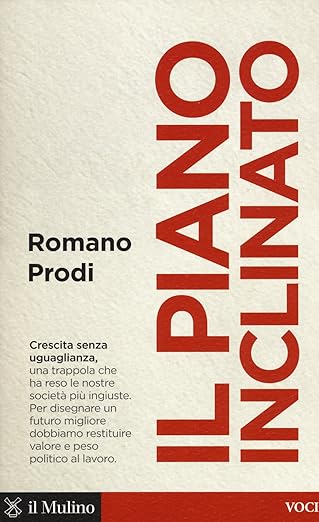 IL PIANO
INCLINATO
Romano
Prodi
Crescita senza
uguaglianza,
una trappola che
ha reso le nostre
società più ingiuste.
Per disegnare un
futuro migliore
dobbiamo restituire
valore e peso
politico al lavoro.
il Mulino
VOCI